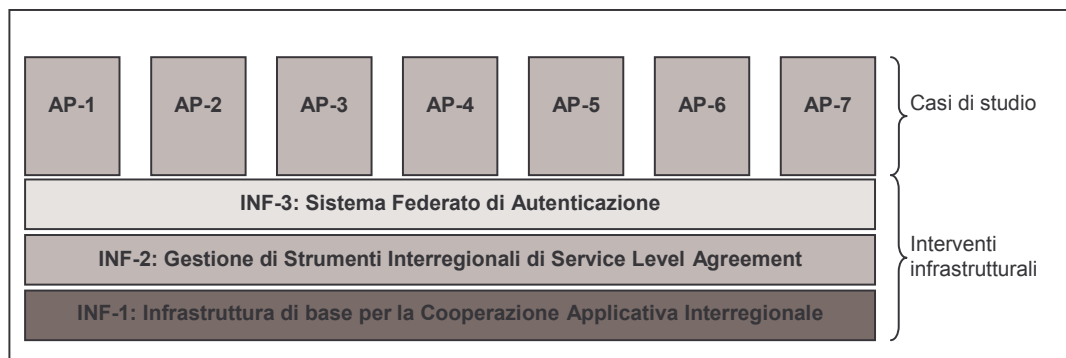 AP-1 AP-2 AP-3 AP-4 AP-5 AP-6 AP-7
Casi di studio
INF-3: Sistema Federato di Autenticazione
INF-2: Gestione di Strumenti Interregionali di Service Level Agreement
INF-1: Infrastruttura di base per la Cooperazione Applicativa Interregionale
Interventi
infrastrutturali